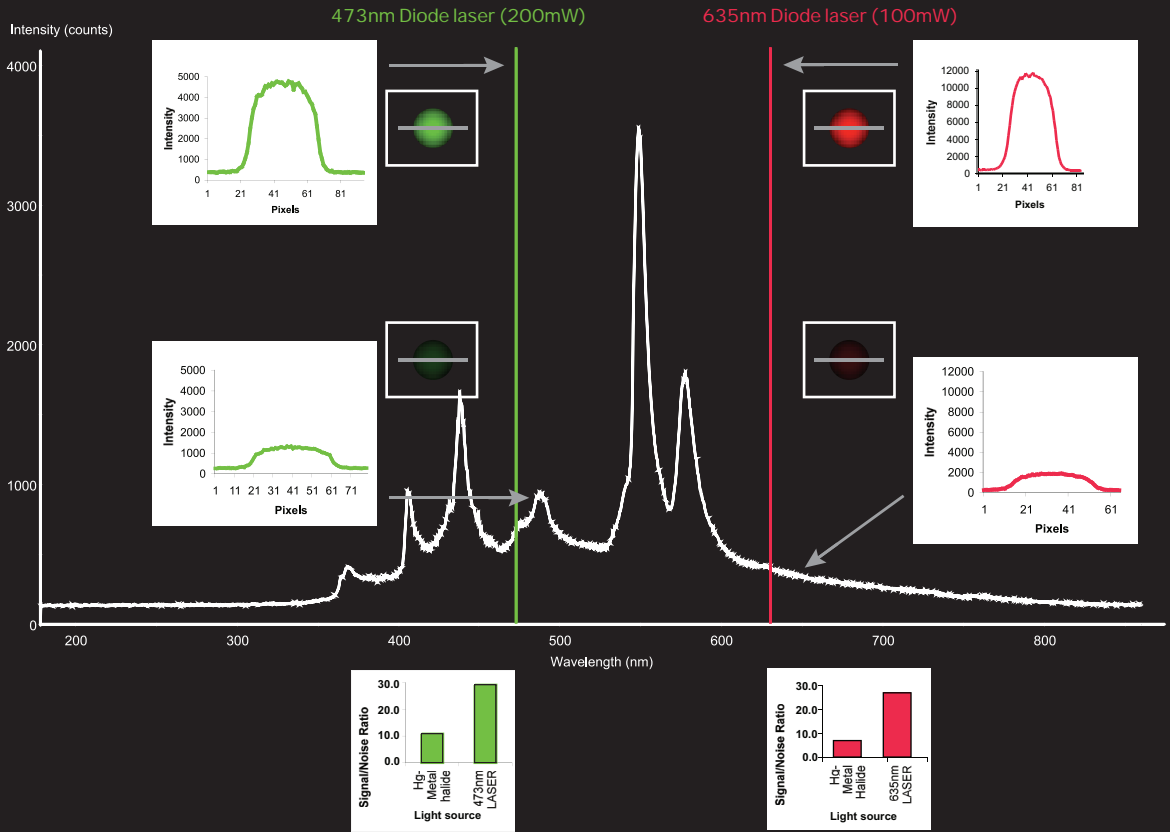 473nm Diode laser (200mW)
635nm Diode laser (100mW)
Intensity (counts)
4000
3000
2000
1000
0
200 300 400 500 600 700 800
Wavelength (nm)
Intensity
5000
4000
3000
2000
1000
0
1 21 41 61 81
Pixels
Intensity
12000
10000
8000
6000
4000
2000
0
1 21 41 61 81
Pixels
Intensity
5000
4000
3000
2000
1000
0
1 11 21 31 41 51 61 71
Pixels
Intensity
12000
10000
8000
6000
4000
2000
0
1 21 41 61
Pixels
Signal/Noise Ratio
30.0
20.0
10.0
0.0
Hg-
Metal
halide
473nm
LASER
Light source
Signal/Noise Ratio
30.0
20.0
10.0
0.0
Hg-
Metal
Halide
635nm
LASER
Light source